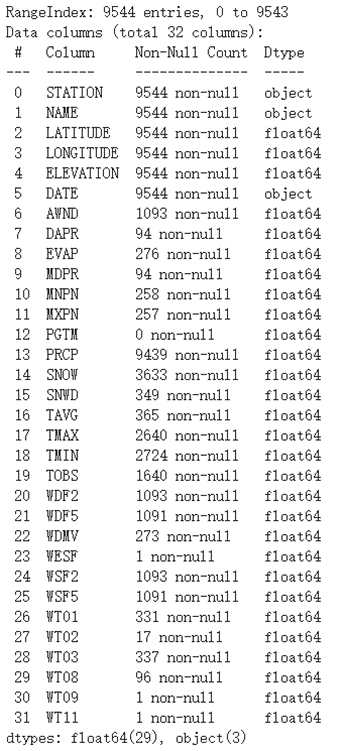 RangeIndex: 9544 entries, 0 to 9543
Data columns (total 32 columns):
 #   Column     Non-Null Count  Dtype
---  ------     --------------  -----
 0   STATION    9544 non-null   object
 1   NAME       9544 non-null   object
 2   LATITUDE   9544 non-null   float64
 3   LONGITUDE  9544 non-null   float64
 4   ELEVATION  9544 non-null   float64
 5   DATE       9544 non-null   object
 6   AWND       1093 non-null   float64
 7   DAPR       94 non-null     float64
 8   EVAP       276 non-null    float64
 9   MDPR       94 non-null     float64
 10  MNPN       258 non-null    float64
 11  MXPN       257 non-null    float64
 12  PGTM       0 non-null      float64
 13  PRCP       9439 non-null   float64
 14  SNOW       3633 non-null   float64
 15  SNWD       349 non-null    float64
 16  TAVG       365 non-null    float64
 17  TMAX       2640 non-null   float64
 18  TMIN       2724 non-null   float64
 19  TOBS       1640 non-null   float64
 20  WDF2       1093 non-null   float64
 21  WDF5       1091 non-null   float64
 22  WDMV       273 non-null    float64
 23  WESF       1 non-null      float64
 24  WSF2       1093 non-null   float64
 25  WSF5       1091 non-null   float64
 26  WT01       331 non-null    float64
 27  WT02       17 non-null     float64
 28  WT03       337 non-null    float64
 29  WT08       96 non-null     float64
 30  WT09       1 non-null      float64
 31  WT11       1 non-null      float64
dtypes: float64(29), object(3)